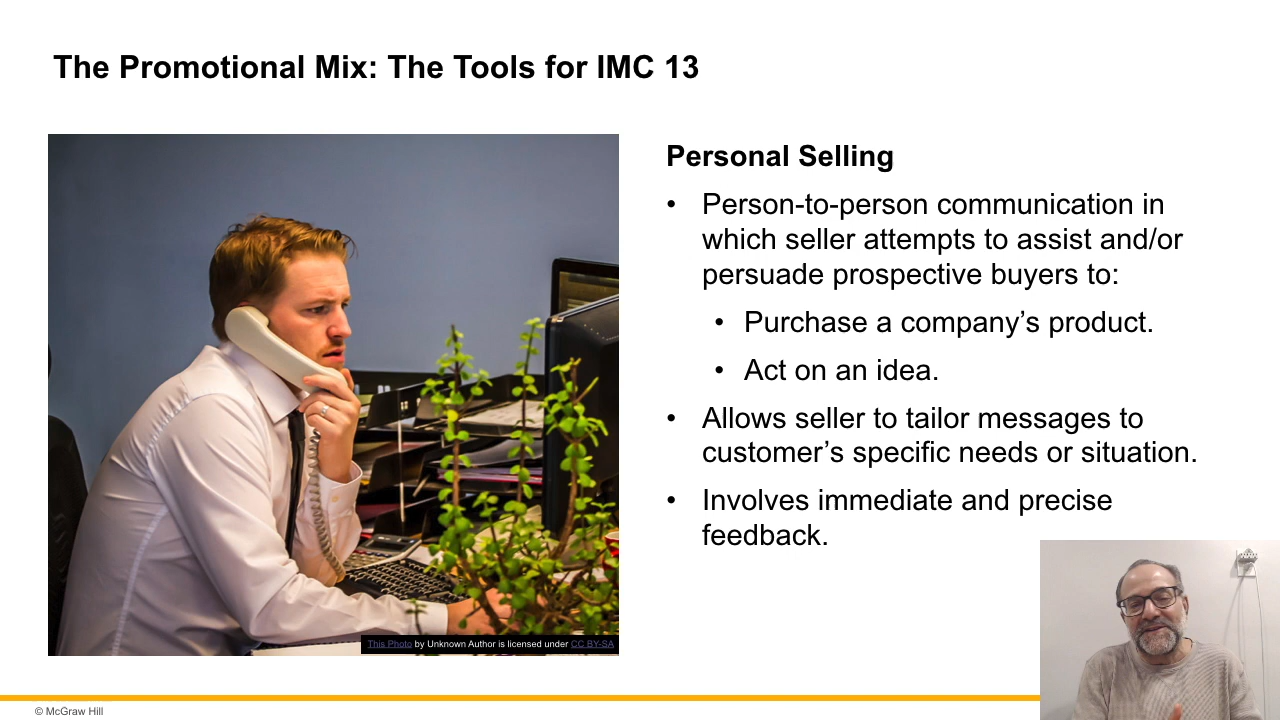 The Promotional Mix: The Tools for IMC 13
Personal Selling
• Person-to-person communication in
which seller attempts to assist and/or
persuade prospective buyers to:
• Purchase a company’s product.
• Act on an idea.
• Allows seller to tailor messages to
customer’s specific needs or situation.
• Involves immediate and precise
feedback.
This Photo by Unknown Author is licensed under CC BY-SA
© McGraw Hill